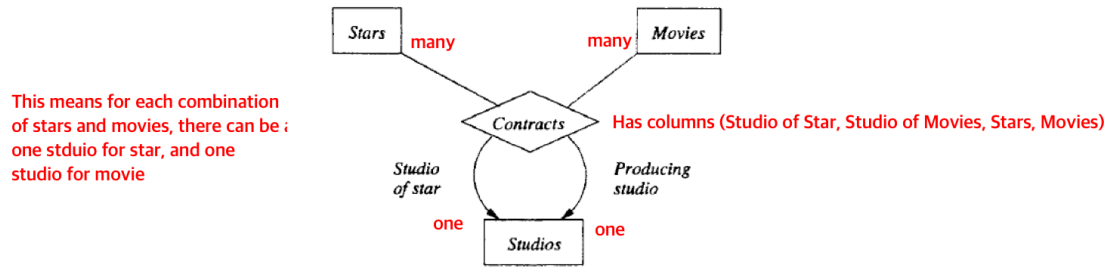 Stars
Movies
many
many
This means for each combination
of stars and movies, there can be a
one stduio for star, and one
studio for movie
Contracts
Has columns (Studio of Star, Studio of Movies, Stars, Movies)
Studio
of star
Producing
studio
one
one
Studios